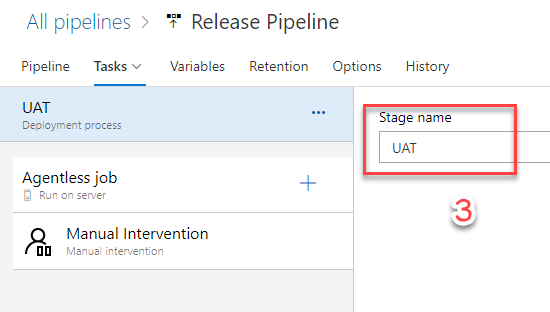 All pipelines > Release Pipeline
Pipeline Tasks Variables Retention Options History
UAT ...
Deployment process
Stage name
UAT
Agentless job +
Run on server
3
Manual Intervention
Manual intervention